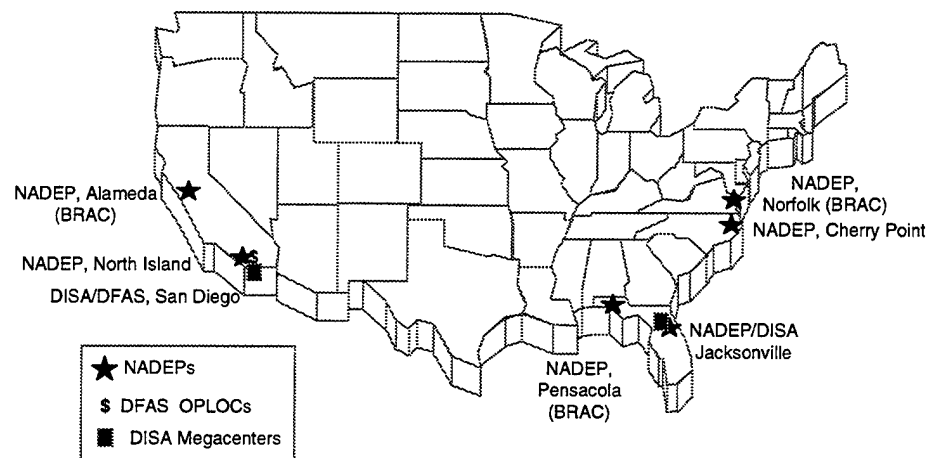 NADEP, Alameda
(BRAC)
NADEP, North Island
$
DISA/DFAS, San Diego
NADEP,
Norfolk (BRAC)
NADEP, Cherry Point
NADEP/DISA
Jacksonville
NADEP,
Pensacola
(BRAC)
NADEPs
$ DFAS OPLOCs
DISA Megacenters